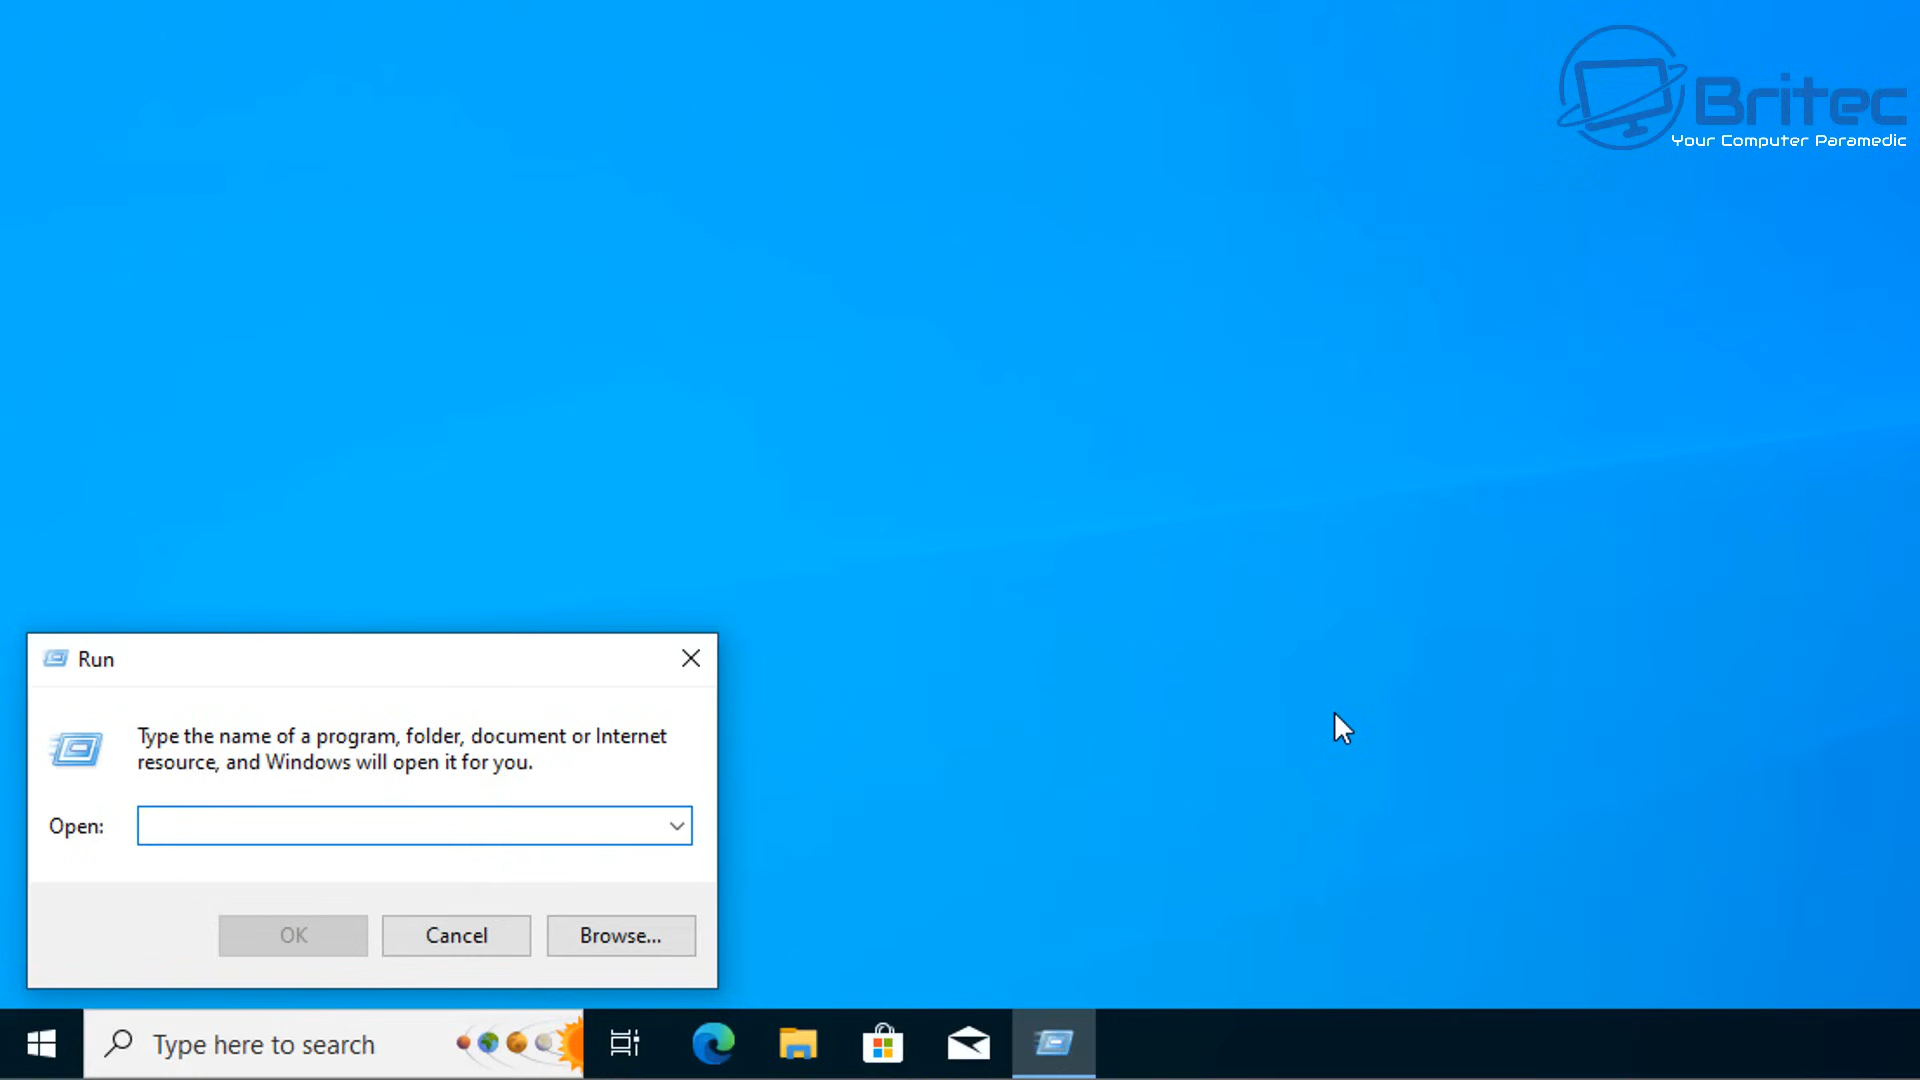 Britec
Your Computer Paramedic
Run
Type the name of a program, folder, document or Internet
resource, and Windows will open it for you.
Open:
OK Cancel Browse...
Type here to search